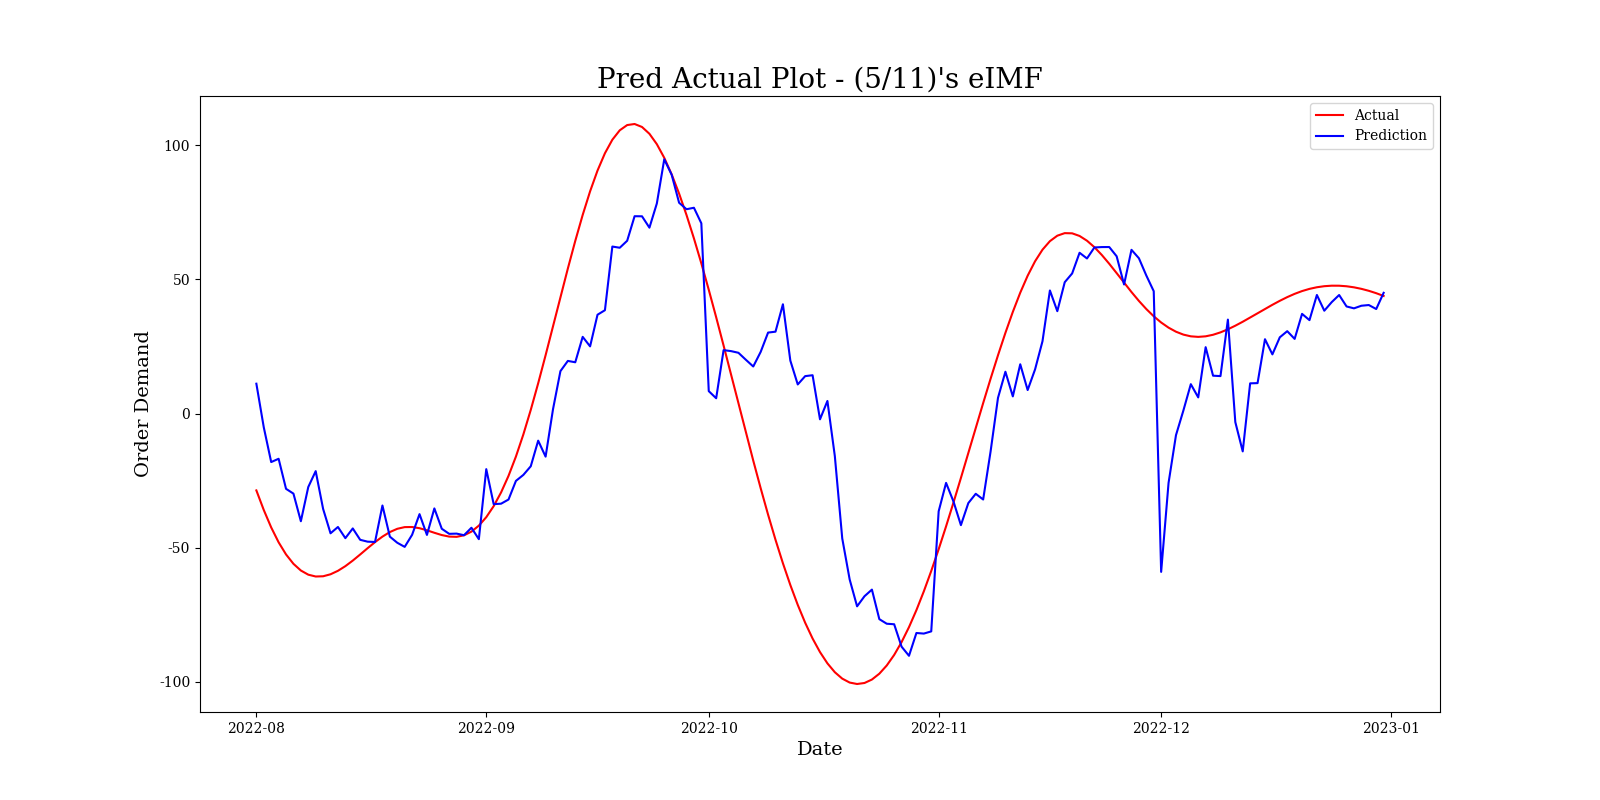 Pred Actual Plot - (5/11)'s eIMF
Actual
Prediction
Order Demand
100
50
0
-50
-100
2022-08 2022-09 2022-10 2022-11 2022-12 2023-01
Date